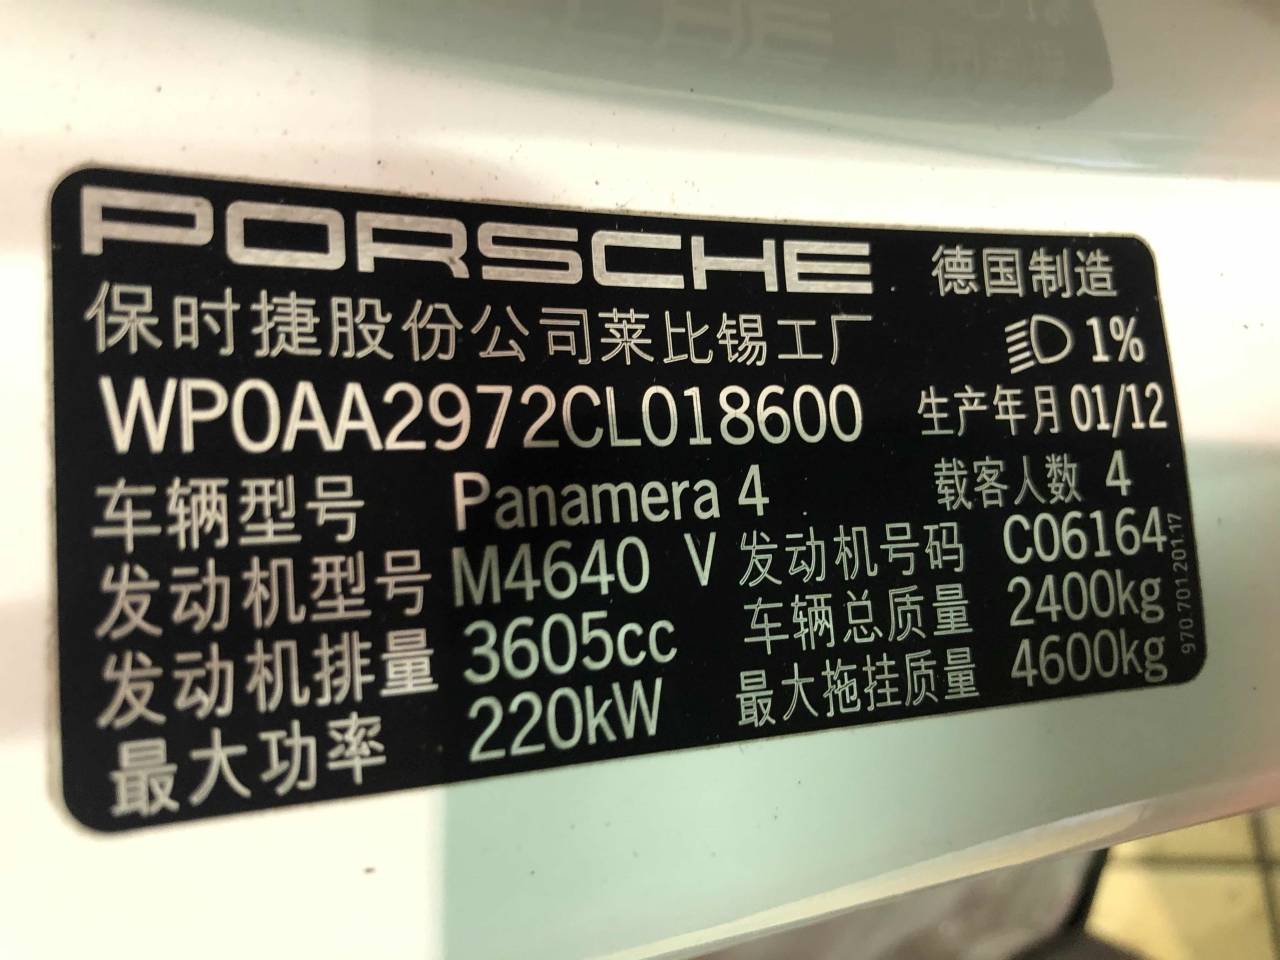 PORSCHE 德国制造
保时捷股份公司莱比锡工厂 1%
WP0AA2972CL018600 生产年月 01/12
车辆型号 Panamera 4 载客人数 4
发动机型号 M4640 V 发动机号码 C06164
发动机排量 3605cc 车辆总质量 2400kg
最大功率 220kW 最大拖挂质量 4600kg
970.701.201.17